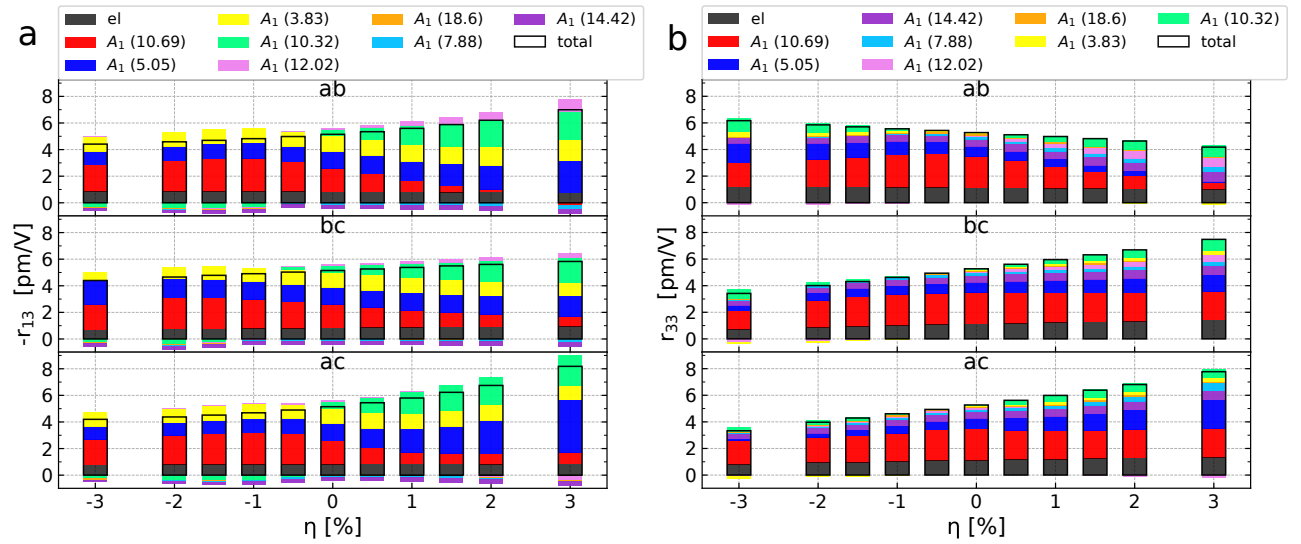 a
el
A₁ (3.83)
A₁ (18.6)
A₁ (14.42)
A₁ (10.69)
A₁ (10.32)
A₁ (7.88)
total
A₁ (5.05)
A₁ (12.02)
ab
8
6
4
2
0
bc
8
6
4
2
0
ac
8
6
4
2
0
-r₁₃ [pm/V]
-3 -2 -1 0 1 2 3
η [%]
b
el
A₁ (14.42)
A₁ (18.6)
A₁ (10.32)
A₁ (10.69)
A₁ (7.88)
A₁ (3.83)
total
A₁ (5.05)
A₁ (12.02)
ab
8
6
4
2
0
bc
8
6
4
2
0
ac
8
6
4
2
0
r₃₃ [pm/V]
-3 -2 -1 0 1 2 3
η [%]